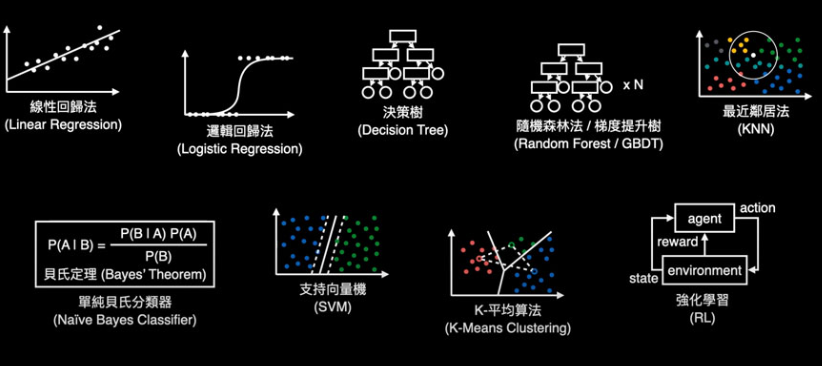 線性回歸法
(Linear Regression)
邏輯回歸法
(Logistic Regression)
決策樹
(Decision Tree)
x N
隨機森林法 / 梯度提升樹
(Random Forest / GBDT)
最近鄰居法
(KNN)
P(A | B) = P(B | A) P(A)
P(B)
貝氏定理 (Bayes' Theorem)
單純貝氏分類器
(Naïve Bayes Classifier)
支持向量機
(SVM)
K-平均算法
(K-Means Clustering)
agent
action
reward
state
environment
強化學習
(RL)